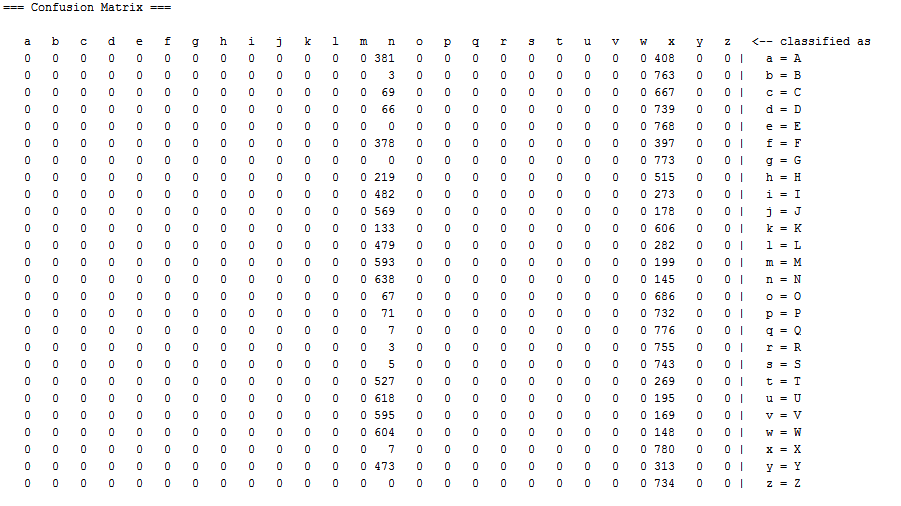 === Confusion Matrix ===
a b c d e f g h i j k l m n o p q r s t u v w x y z <-- classified as
0 0 0 0 0 0 0 0 0 0 0 0 0 381 0 0 0 0 0 0 0 0 0 408 0 0 | a = A
0 0 0 0 0 0 0 0 0 0 0 0 0 3 0 0 0 0 0 0 0 0 0 763 0 0 | b = B
0 0 0 0 0 0 0 0 0 0 0 0 0 69 0 0 0 0 0 0 0 0 0 667 0 0 | c = C
0 0 0 0 0 0 0 0 0 0 0 0 0 66 0 0 0 0 0 0 0 0 0 739 0 0 | d = D
0 0 0 0 0 0 0 0 0 0 0 0 0 0 0 0 0 0 0 0 0 0 0 768 0 0 | e = E
0 0 0 0 0 0 0 0 0 0 0 0 0 378 0 0 0 0 0 0 0 0 0 397 0 0 | f = F
0 0 0 0 0 0 0 0 0 0 0 0 0 0 0 0 0 0 0 0 0 0 0 773 0 0 | g = G
0 0 0 0 0 0 0 0 0 0 0 0 0 219 0 0 0 0 0 0 0 0 0 515 0 0 | h = H
0 0 0 0 0 0 0 0 0 0 0 0 0 482 0 0 0 0 0 0 0 0 0 273 0 0 | i = I
0 0 0 0 0 0 0 0 0 0 0 0 0 569 0 0 0 0 0 0 0 0 0 178 0 0 | j = J
0 0 0 0 0 0 0 0 0 0 0 0 0 133 0 0 0 0 0 0 0 0 0 606 0 0 | k = K
0 0 0 0 0 0 0 0 0 0 0 0 0 479 0 0 0 0 0 0 0 0 0 282 0 0 | l = L
0 0 0 0 0 0 0 0 0 0 0 0 0 593 0 0 0 0 0 0 0 0 0 199 0 0 | m = M
0 0 0 0 0 0 0 0 0 0 0 0 0 638 0 0 0 0 0 0 0 0 0 145 0 0 | n = N
0 0 0 0 0 0 0 0 0 0 0 0 0 67 0 0 0 0 0 0 0 0 0 686 0 0 | o = O
0 0 0 0 0 0 0 0 0 0 0 0 0 71 0 0 0 0 0 0 0 0 0 732 0 0 | p = P
0 0 0 0 0 0 0 0 0 0 0 0 0 7 0 0 0 0 0 0 0 0 0 776 0 0 | q = Q
0 0 0 0 0 0 0 0 0 0 0 0 0 3 0 0 0 0 0 0 0 0 0 755 0 0 | r = R
0 0 0 0 0 0 0 0 0 0 0 0 0 5 0 0 0 0 0 0 0 0 0 743 0 0 | s = S
0 0 0 0 0 0 0 0 0 0 0 0 0 527 0 0 0 0 0 0 0 0 0 269 0 0 | t = T
0 0 0 0 0 0 0 0 0 0 0 0 0 618 0 0 0 0 0 0 0 0 0 195 0 0 | u = U
0 0 0 0 0 0 0 0 0 0 0 0 0 595 0 0 0 0 0 0 0 0 0 169 0 0 | v = V
0 0 0 0 0 0 0 0 0 0 0 0 0 604 0 0 0 0 0 0 0 0 0 148 0 0 | w = W
0 0 0 0 0 0 0 0 0 0 0 0 0 7 0 0 0 0 0 0 0 0 0 780 0 0 | x = X
0 0 0 0 0 0 0 0 0 0 0 0 0 473 0 0 0 0 0 0 0 0 0 313 0 0 | y = Y
0 0 0 0 0 0 0 0 0 0 0 0 0 0 0 0 0 0 0 0 0 0 0 734 0 0 | z = Z